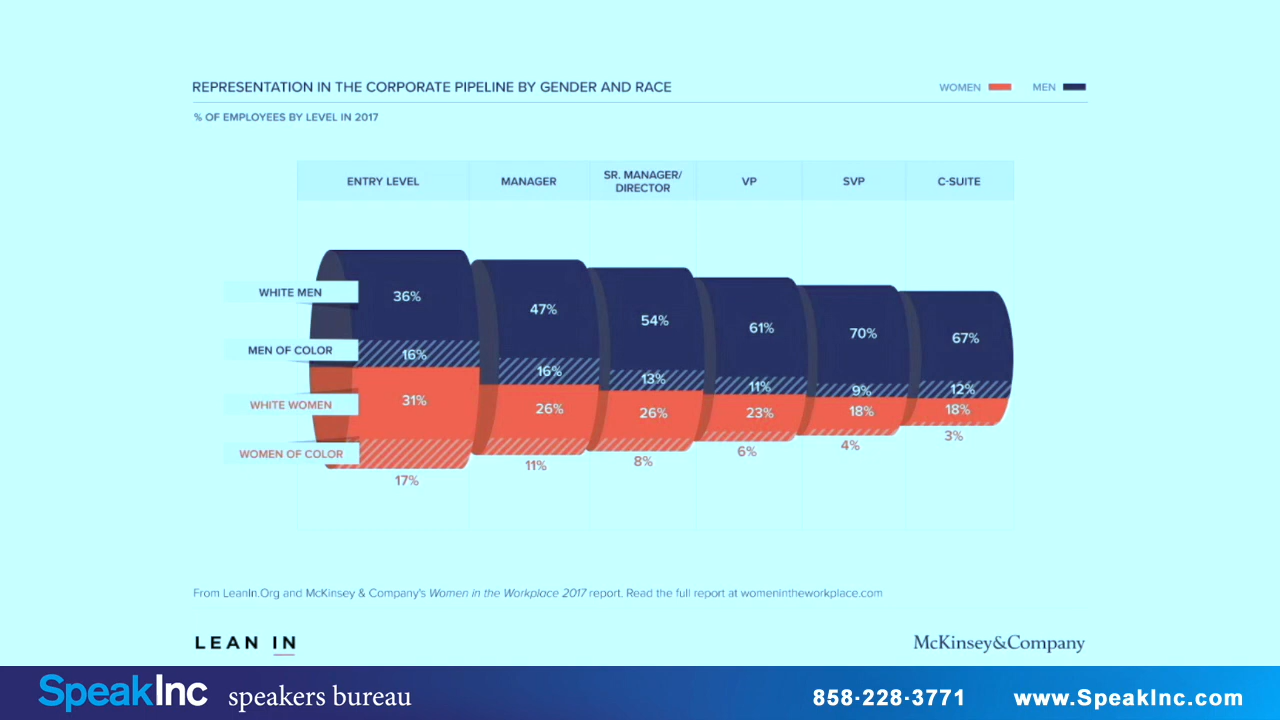 REPRESENTATION IN THE CORPORATE PIPELINE BY GENDER AND RACE
WOMEN MEN
% OF EMPLOYEES BY LEVEL IN 2017
ENTRY LEVEL MANAGER SR. MANAGER/ DIRECTOR VP SVP C-SUITE
WHITE MEN 36% 47% 54% 61% 70% 67%
MEN OF COLOR 16% 16% 13% 11% 9% 12%
WHITE WOMEN 31% 26% 26% 23% 18% 18%
WOMEN OF COLOR 17% 11% 8% 6% 4% 3%
From LeanIn.Org and McKinsey & Company's Women in the Workplace 2017 report. Read the full report at womenintheworkplace.com
LEAN IN McKinsey&Company
SpeakInc speakers bureau 858-228-3771 www.SpeakInc.com